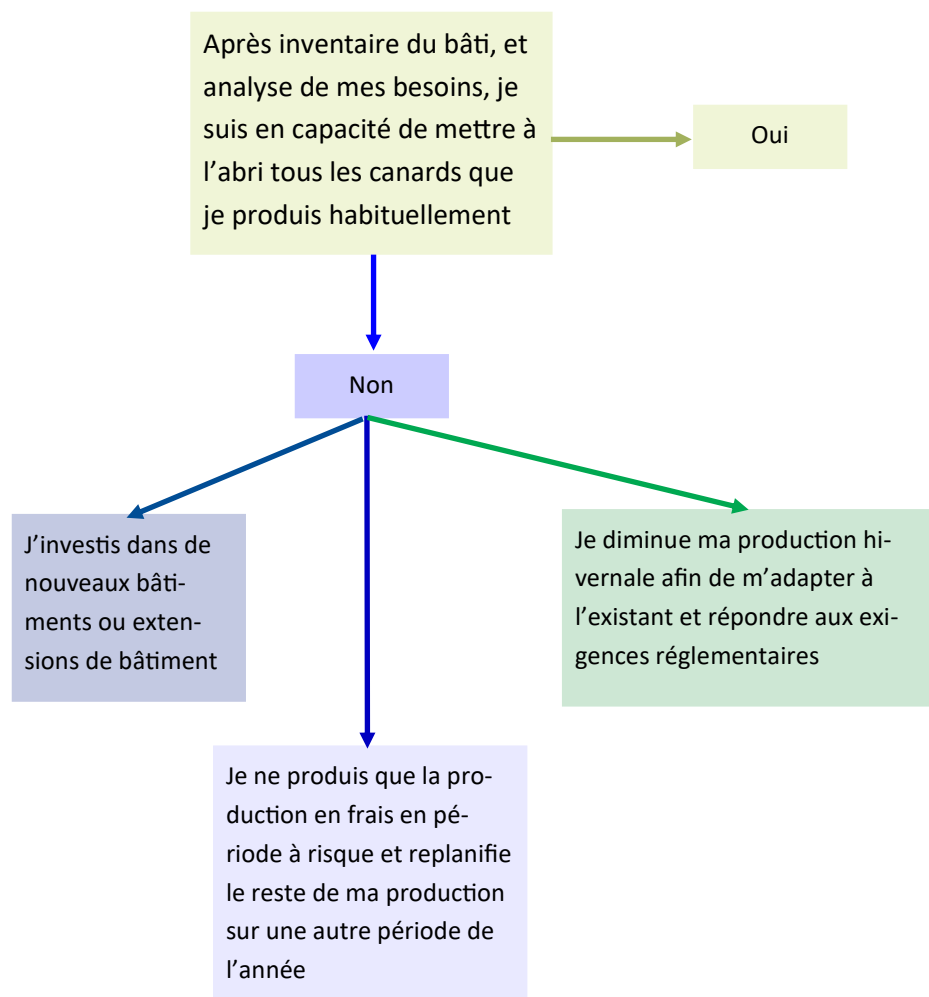 Après inventaire du bâti, et
analyse de mes besoins, je
suis en capacité de mettre à
l’abri tous les canards que
je produis habituellement
Oui
Non
J’investis dans de
nouveaux bâti-
ments ou exten-
sions de bâtiment
Je diminue ma production hi-
vernale afin de m’adapter à
l’existant et répondre aux exi-
gences réglementaires
Je ne produis que la pro-
duction en frais en pé-
riode à risque et replanifie
le reste de ma production
sur une autre période de
l’année